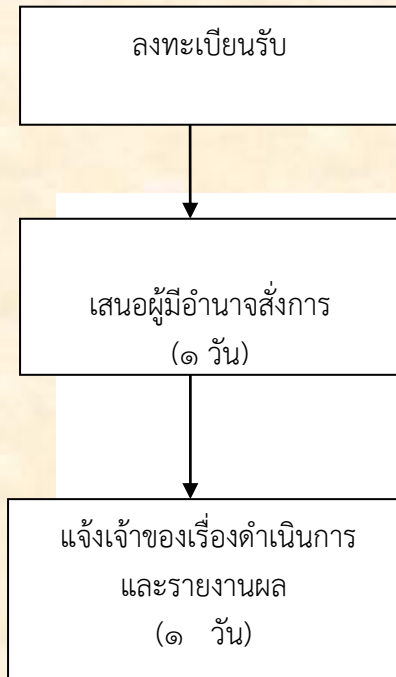 ลงทะเบียนรับ
เสนอผู้มีอำนาจสั่งการ
(๑ วัน)
แจ้งเจ้าของเรื่องดำเนินการ
และรายงานผล
(๑ วัน)